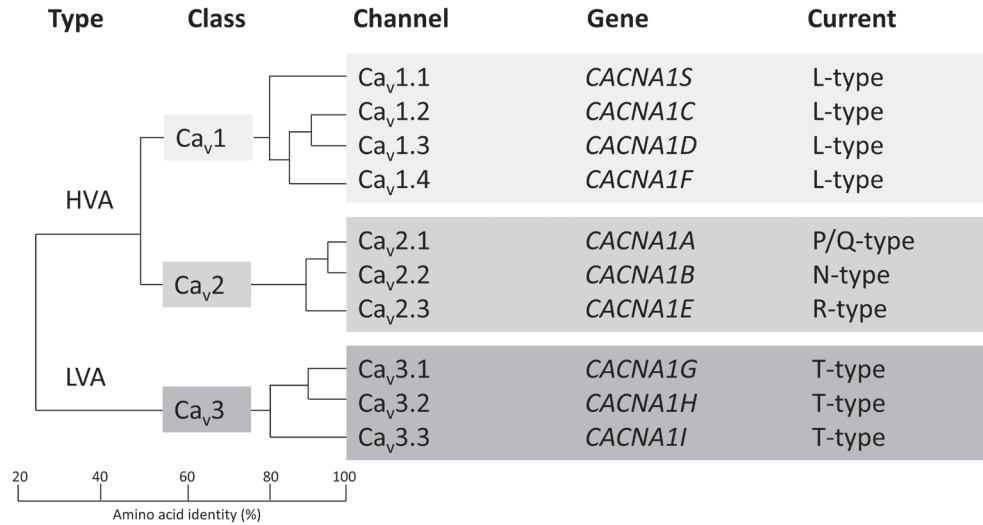 Type Class Channel Gene Current
Cav1.1 CACNA1S L-type
Cav1.2 CACNA1C L-type
Cav1 Cav1.3 CACNA1D L-type
Cav1.4 CACNA1F L-type
HVA
Cav2.1 CACNA1A P/Q-type
Cav2 Cav2.2 CACNA1B N-type
Cav2.3 CACNA1E R-type
LVA Cav3.1 CACNA1G T-type
Cav3 Cav3.2 CACNA1H T-type
Cav3.3 CACNA1I T-type
20 40 60 80 100
Amino acid identity (%)